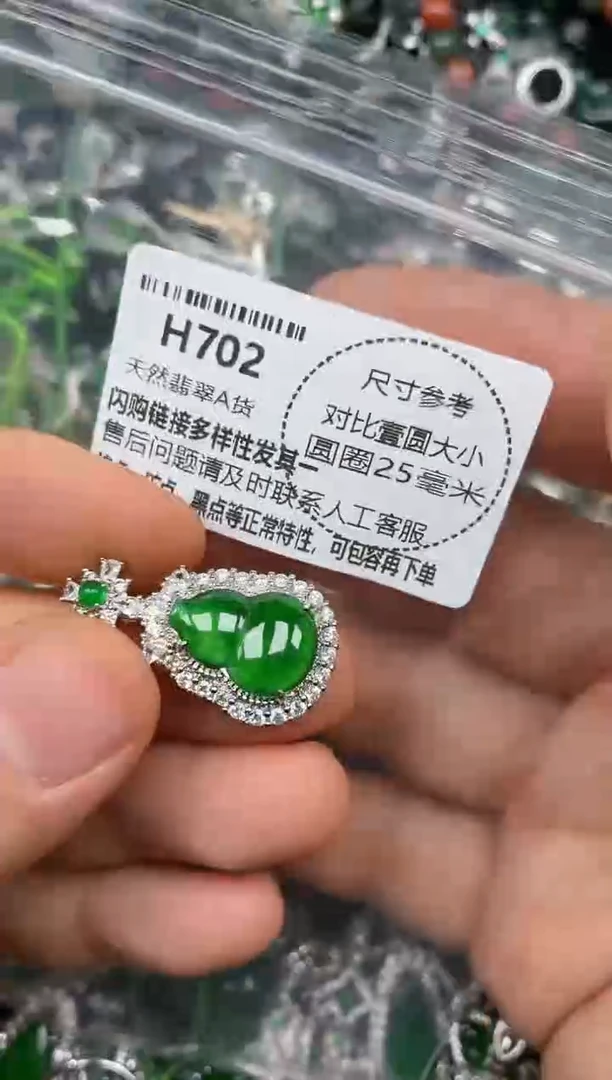 H702
天然翡翠A货
闪购链接多样性发其一
售后问题请及时联系人工客服
黑点等正常特性，可包容再下单
尺寸参考
对比壹圆大小
圆圈25毫米